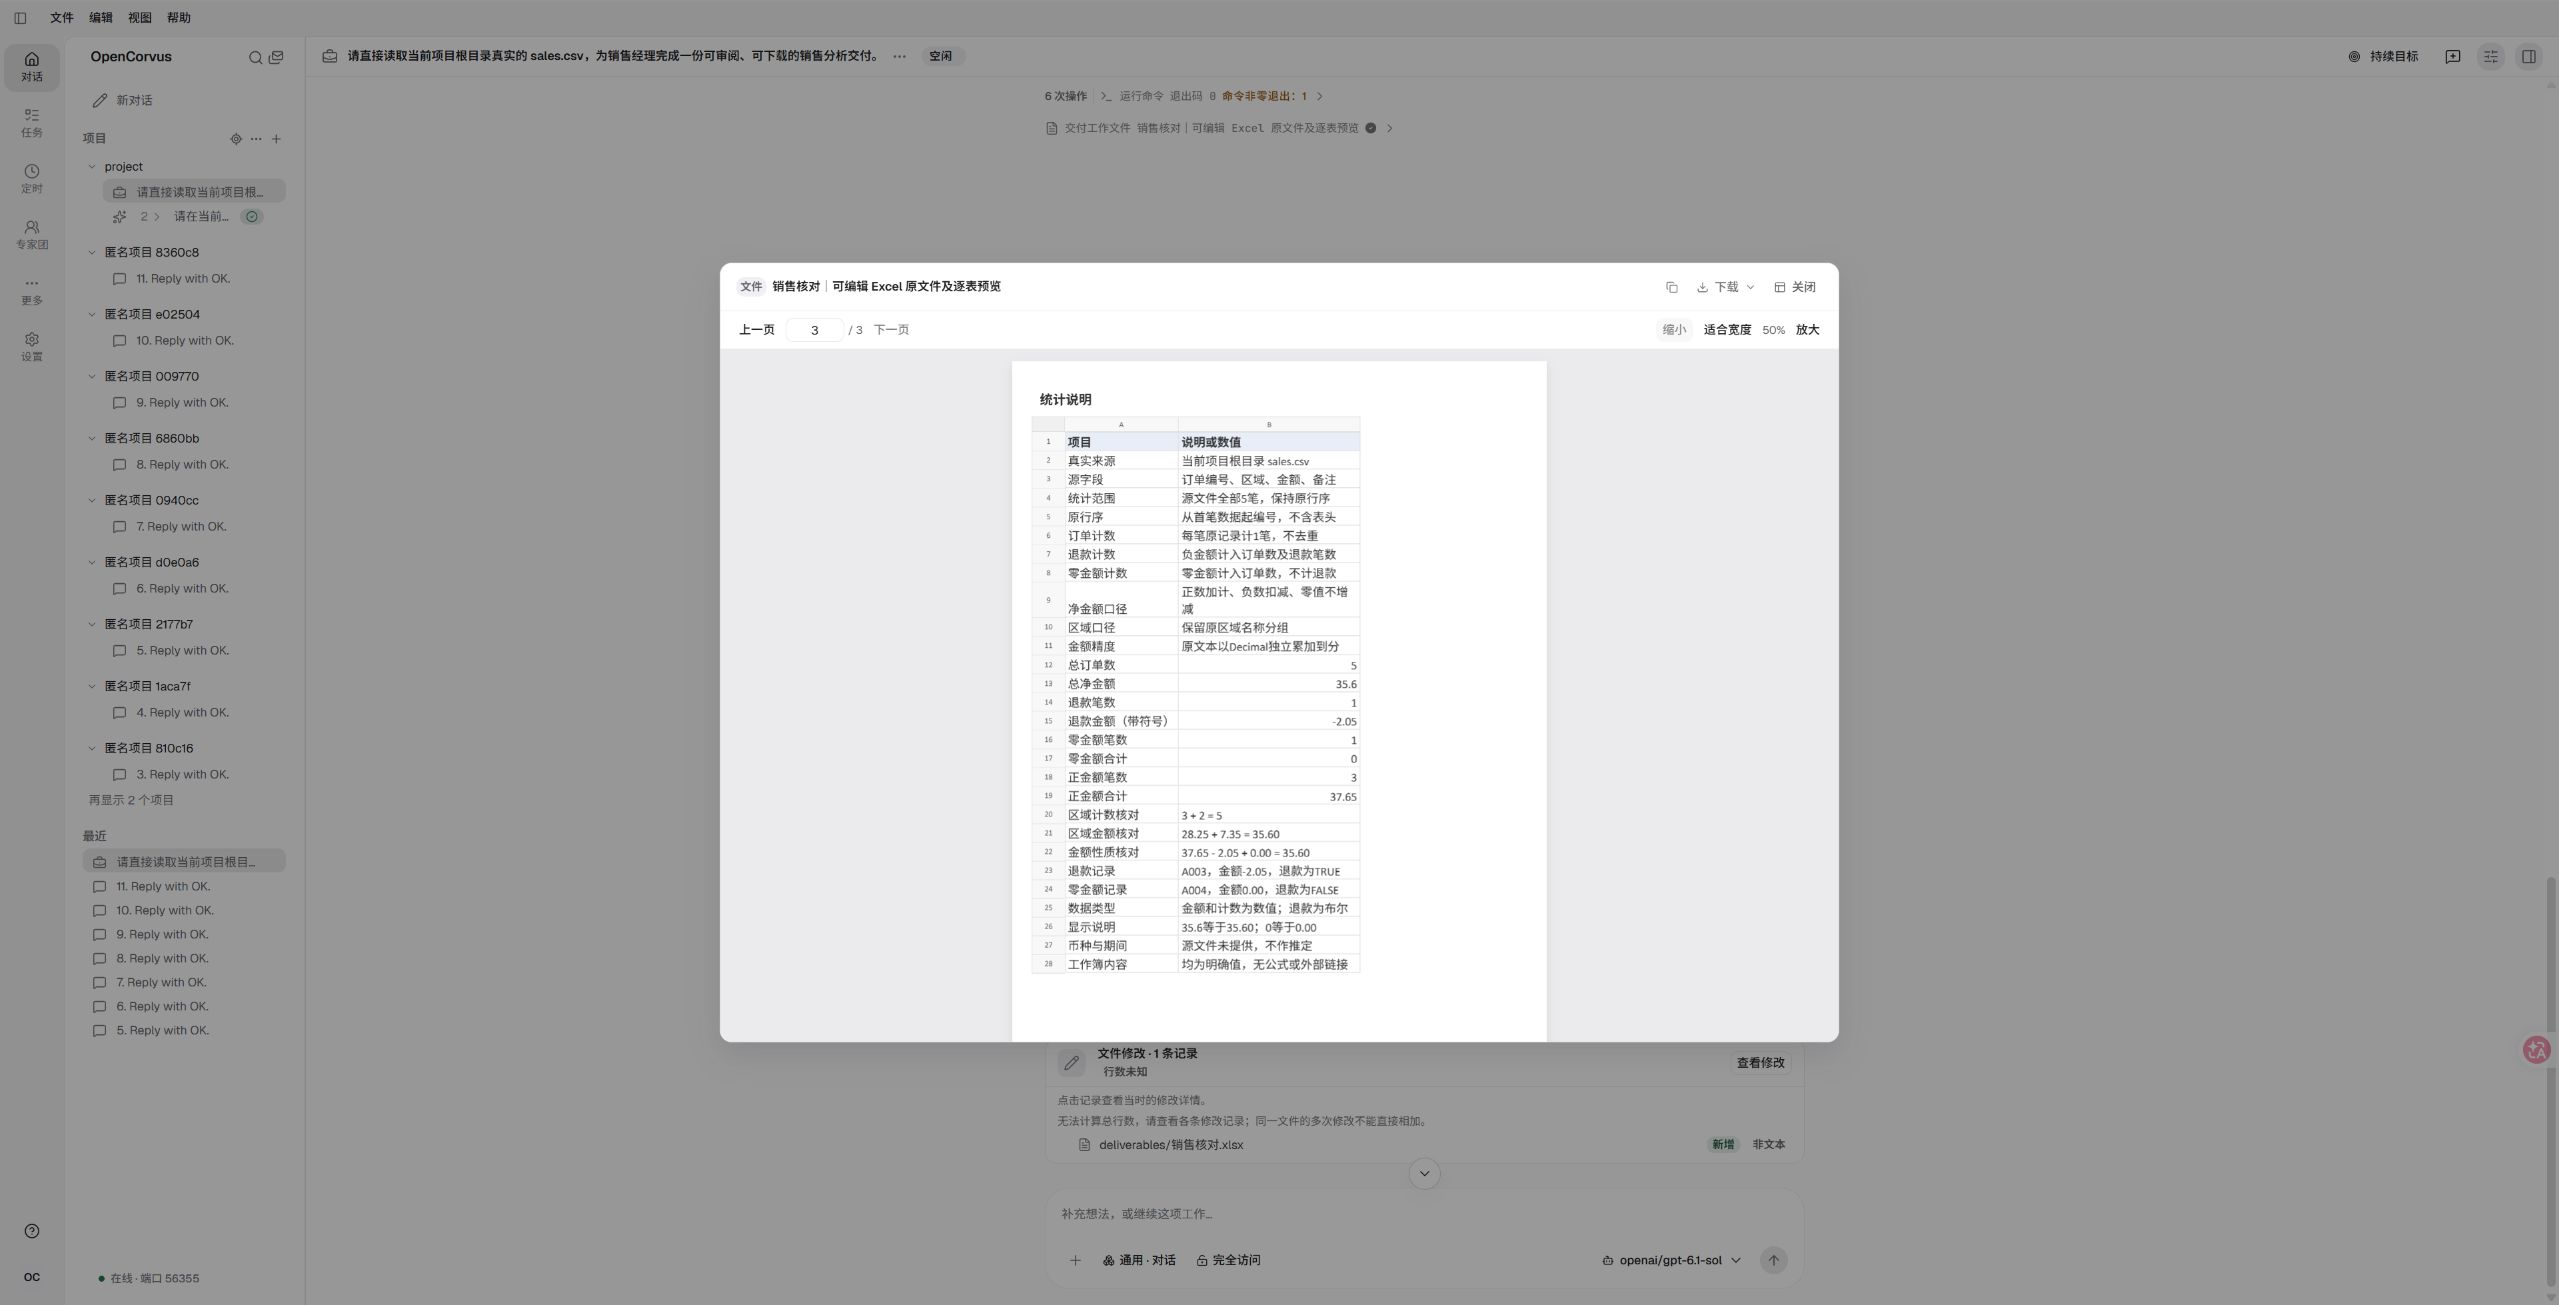 文件 编辑 视图 帮助
对话
任务
定时
专家团
更多
设置
OC
OpenCorvus
新对话
项目
project
请直接读取当前项目根...
2 请在当前...
匿名项目 8360c8
11. Reply with OK.
匿名项目 e02504
10. Reply with OK.
匿名项目 009770
9. Reply with OK.
匿名项目 6860bb
8. Reply with OK.
匿名项目 0940cc
7. Reply with OK.
匿名项目 d0e0a6
6. Reply with OK.
匿名项目 2177b7
5. Reply with OK.
匿名项目 1aca7f
4. Reply with OK.
匿名项目 810c16
3. Reply with OK.
再显示 2 个项目
最近
请直接读取当前项目根目...
11. Reply with OK.
10. Reply with OK.
9. Reply with OK.
8. Reply with OK.
7. Reply with OK.
6. Reply with OK.
5. Reply with OK.
在线 · 端口 56355
请直接读取当前项目根目录真实的 sales.csv，为销售经理完成一份可审阅、可下载的销售分析交付。 ··· 空闲
持续目标
6 次操作 运行命令 退出码 0 命令非零退出：1
交付工作文件 销售核对｜可编辑 Excel 原文件及逐表预览
文件 销售核对｜可编辑 Excel 原文件及逐表预览
下载 关闭
上一页 3 / 3 下一页
缩小 适合宽度 50% 放大
统计说明
A B
1 项目 说明或数值
2 真实来源 当前项目根目录 sales.csv
3 源字段 订单编号、区域、金额、备注
4 统计范围 源文件全部5笔，保持原行序
5 原行序 从首笔数据起编号，不含表头
6 订单计数 每笔原记录计1笔，不去重
7 退款计数 负金额计入订单数及退款笔数
8 零金额计数 零金额计入订单数，不计退款
9 净金额口径 正数加计、负数扣减、零值不增
减
10 区域口径 保留原区域名称分组
11 金额精度 原文本以Decimal独立累加到分
12 总订单数 5
13 总净金额 35.6
14 退款笔数 1
15 退款金额（带符号） -2.05
16 零金额笔数 1
17 零金额合计 0
18 正金额笔数 3
19 正金额合计 37.65
20 区域计数核对 3 + 2 = 5
21 区域金额核对 28.25 + 7.35 = 35.60
22 金额性质核对 37.65 - 2.05 + 0.00 = 35.60
23 退款记录 A003，金额-2.05，退款为TRUE
24 零金额记录 A004，金额0.00，退款为FALSE
25 数据类型 金额和计数为数值；退款为布尔
26 显示说明 35.6等于35.60；0等于0.00
27 币种与期间 源文件未提供，不作推定
28 工作簿内容 均为明确值，无公式或外部链接
文件修改 · 1 条记录
行数未知
查看修改
点击记录查看当时的修改详情。
无法计算总行数，请查看各条修改记录；同一文件的多次修改不能直接相加。
deliverables/销售核对.xlsx 新增 非文本
补充想法，或继续这项工作...
通用 · 对话 完全访问 openai/gpt-6.1-sol